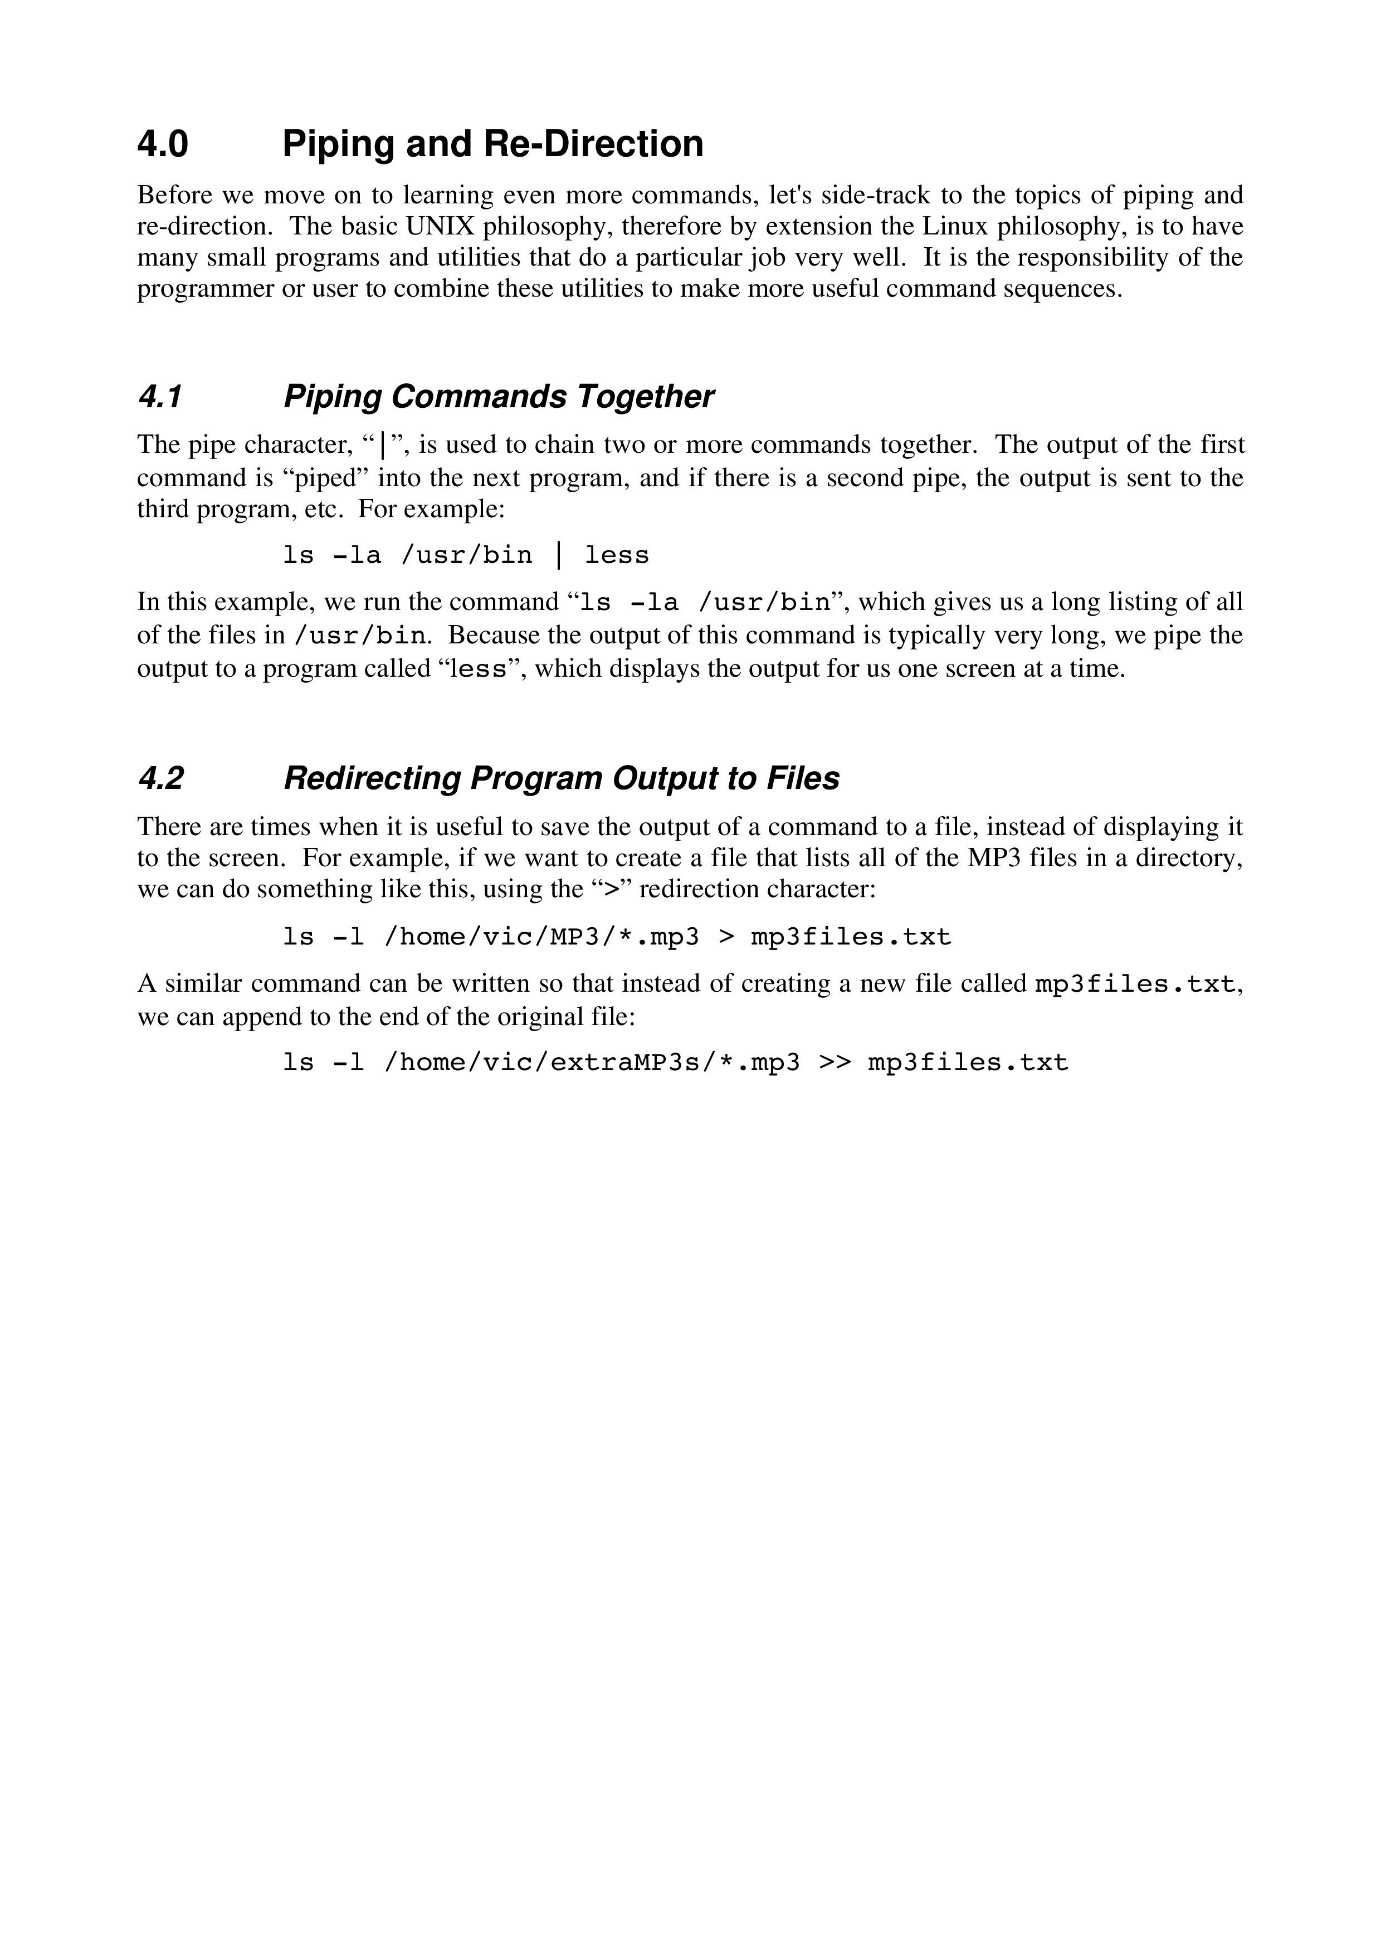 4.0 Piping and Re-Direction
Before we move on to learning even more commands, let's side-track to the topics of piping and
re-direction. The basic UNIX philosophy, therefore by extension the Linux philosophy, is to have
many small programs and utilities that do a particular job very well. It is the responsibility of the
programmer or user to combine these utilities to make more useful command sequences.
4.1 Piping Commands Together
The pipe character, “|”, is used to chain two or more commands together. The output of the first
command is “piped” into the next program, and if there is a second pipe, the output is sent to the
third program, etc. For example:
ls -la /usr/bin | less
In this example, we run the command “ls -la /usr/bin”, which gives us a long listing of all
of the files in /usr/bin. Because the output of this command is typically very long, we pipe the
output to a program called “less”, which displays the output for us one screen at a time.
4.2 Redirecting Program Output to Files
There are times when it is useful to save the output of a command to a file, instead of displaying it
to the screen. For example, if we want to create a file that lists all of the MP3 files in a directory,
we can do something like this, using the “>” redirection character:
ls -l /home/vic/MP3/*.mp3 > mp3files.txt
A similar command can be written so that instead of creating a new file called mp3files.txt,
we can append to the end of the original file:
ls -l /home/vic/extraMP3s/*.mp3 >> mp3files.txt